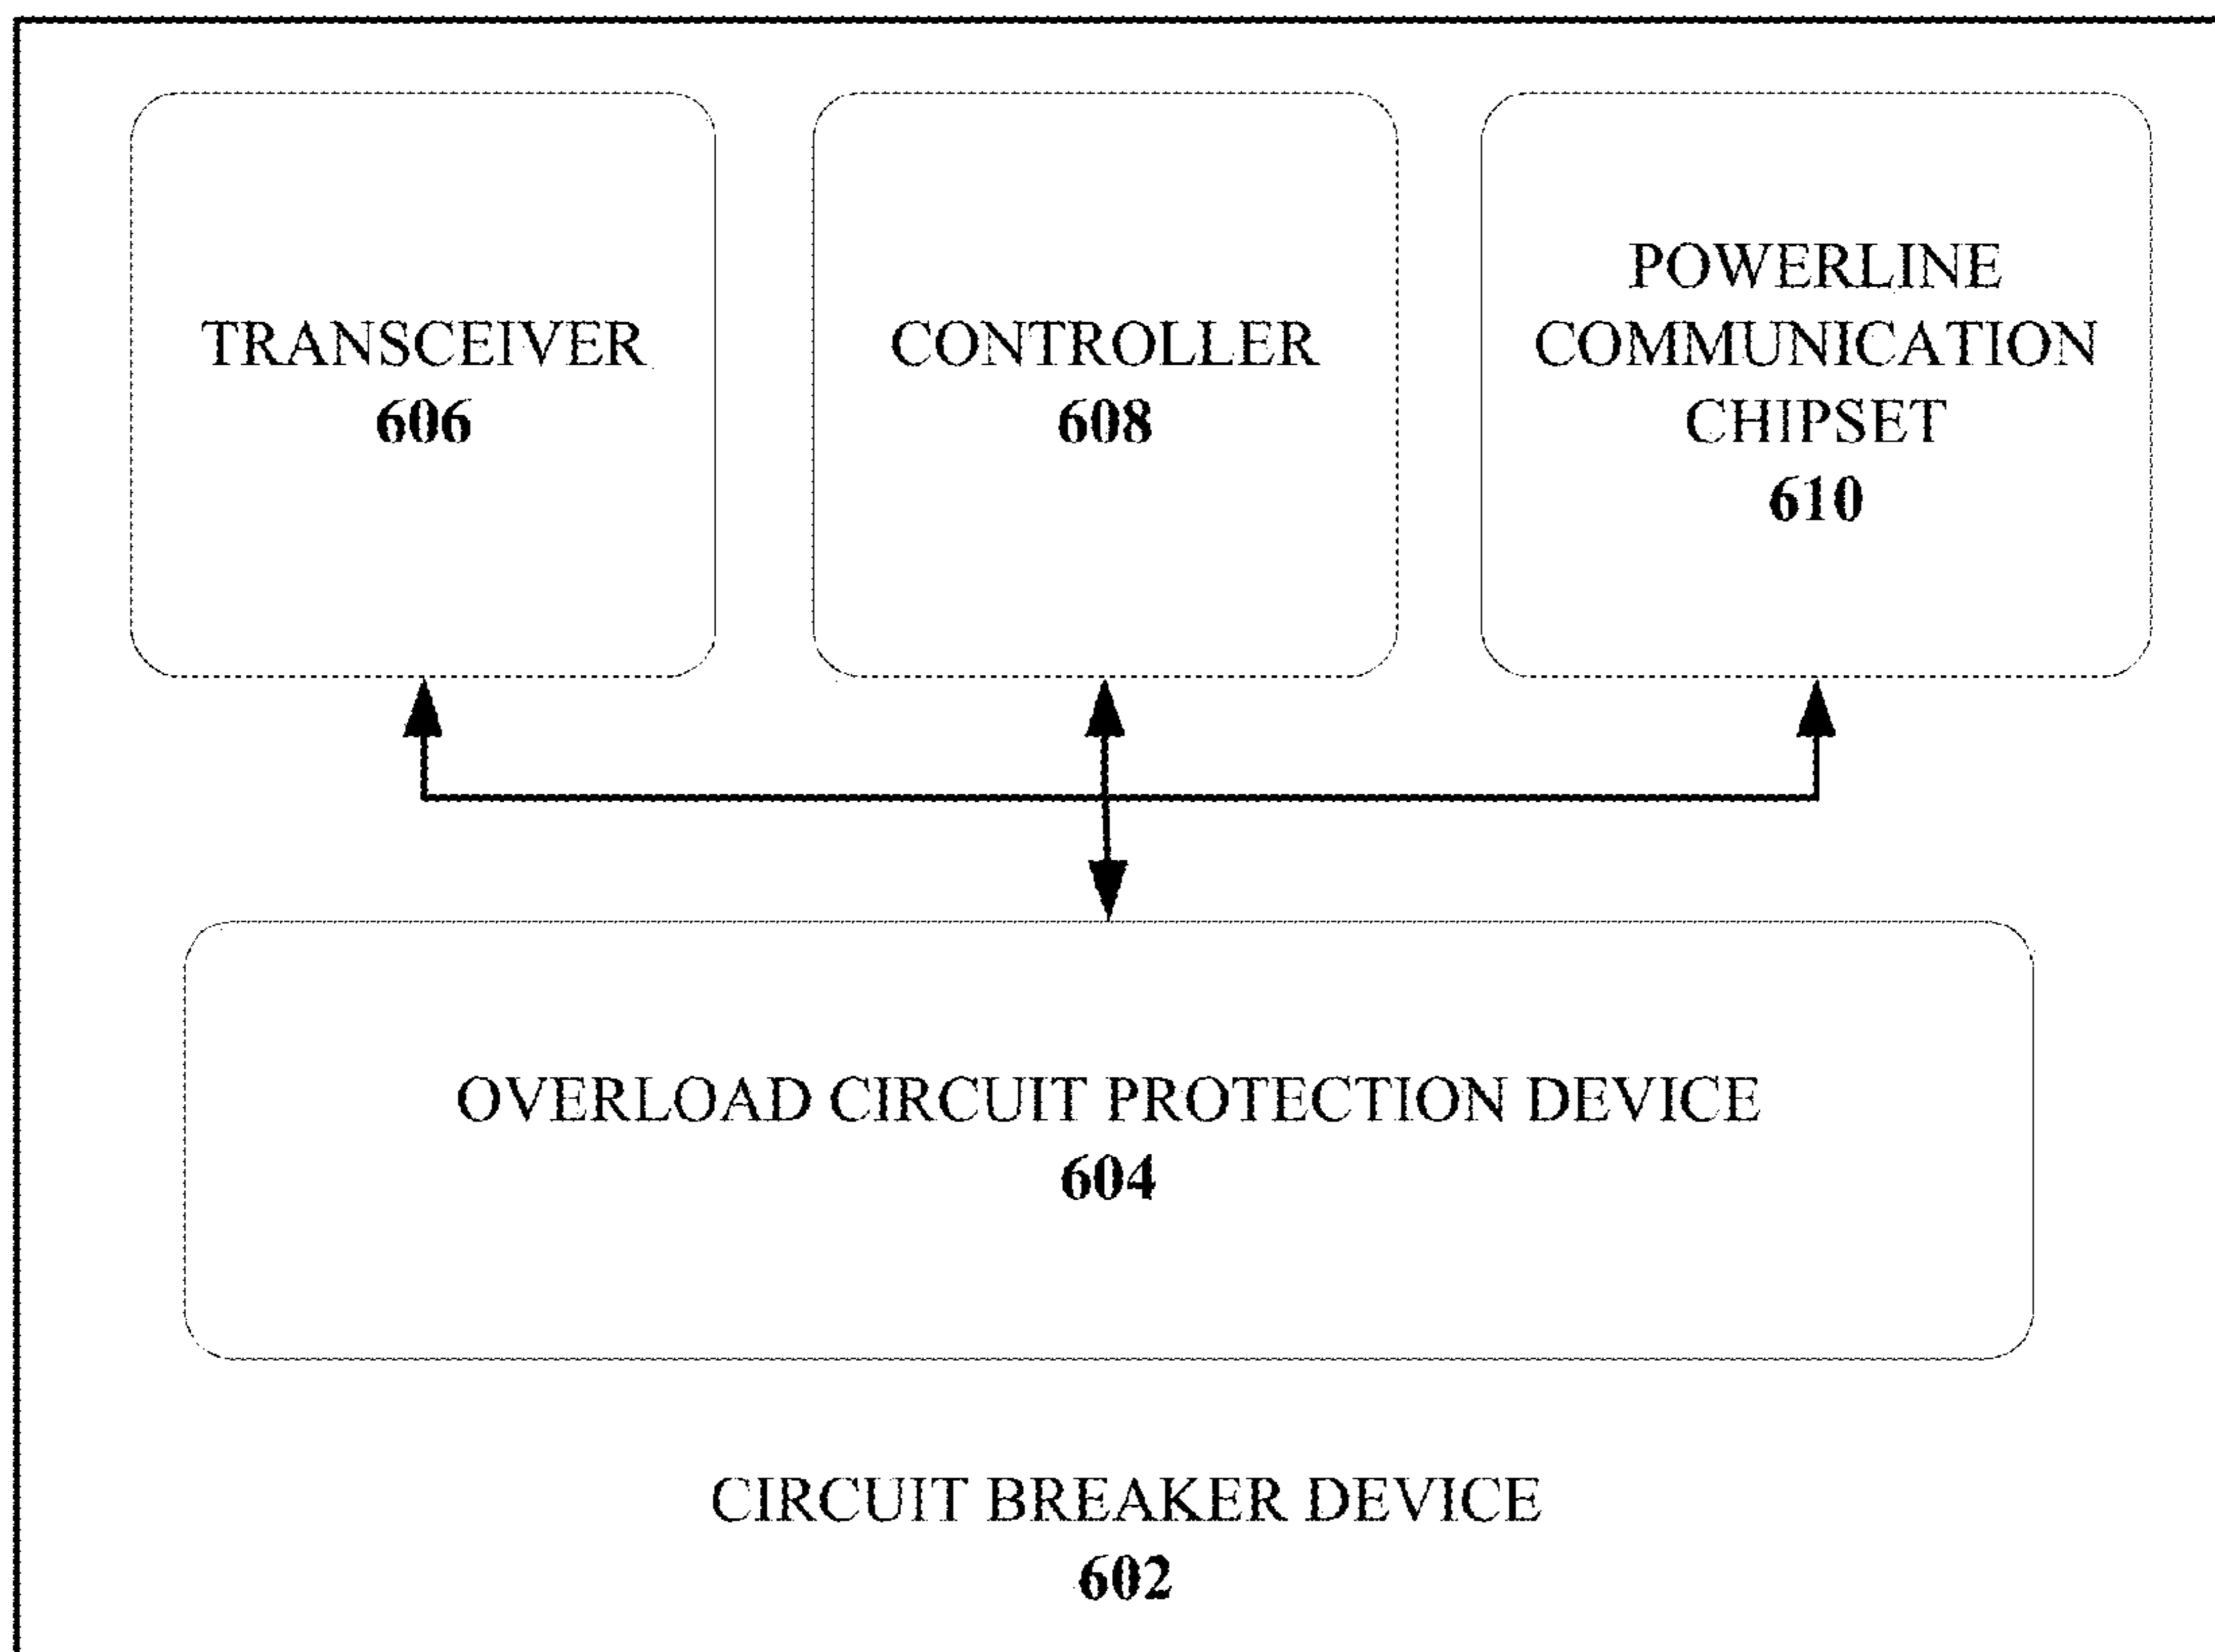 TRANSCEIVER
606
CONTROLLER
608
POWERLINE
COMMUNICATION
CHIPSET
610
OVERLOAD CIRCUIT PROTECTION DEVICE
604
CIRCUIT BREAKER DEVICE
602